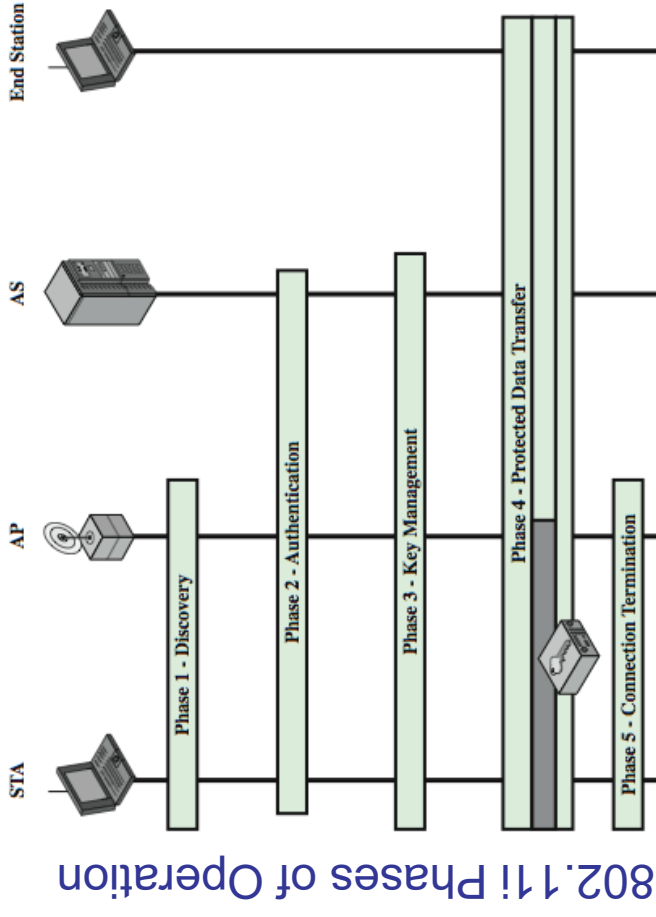 802.11i Phases of Operation
STA
AP
AS
End Station
Phase 1 - Discovery
Phase 2 - Authentication
Phase 3 - Key Management
Phase 4 - Protected Data Transfer
Phase 5 - Connection Termination